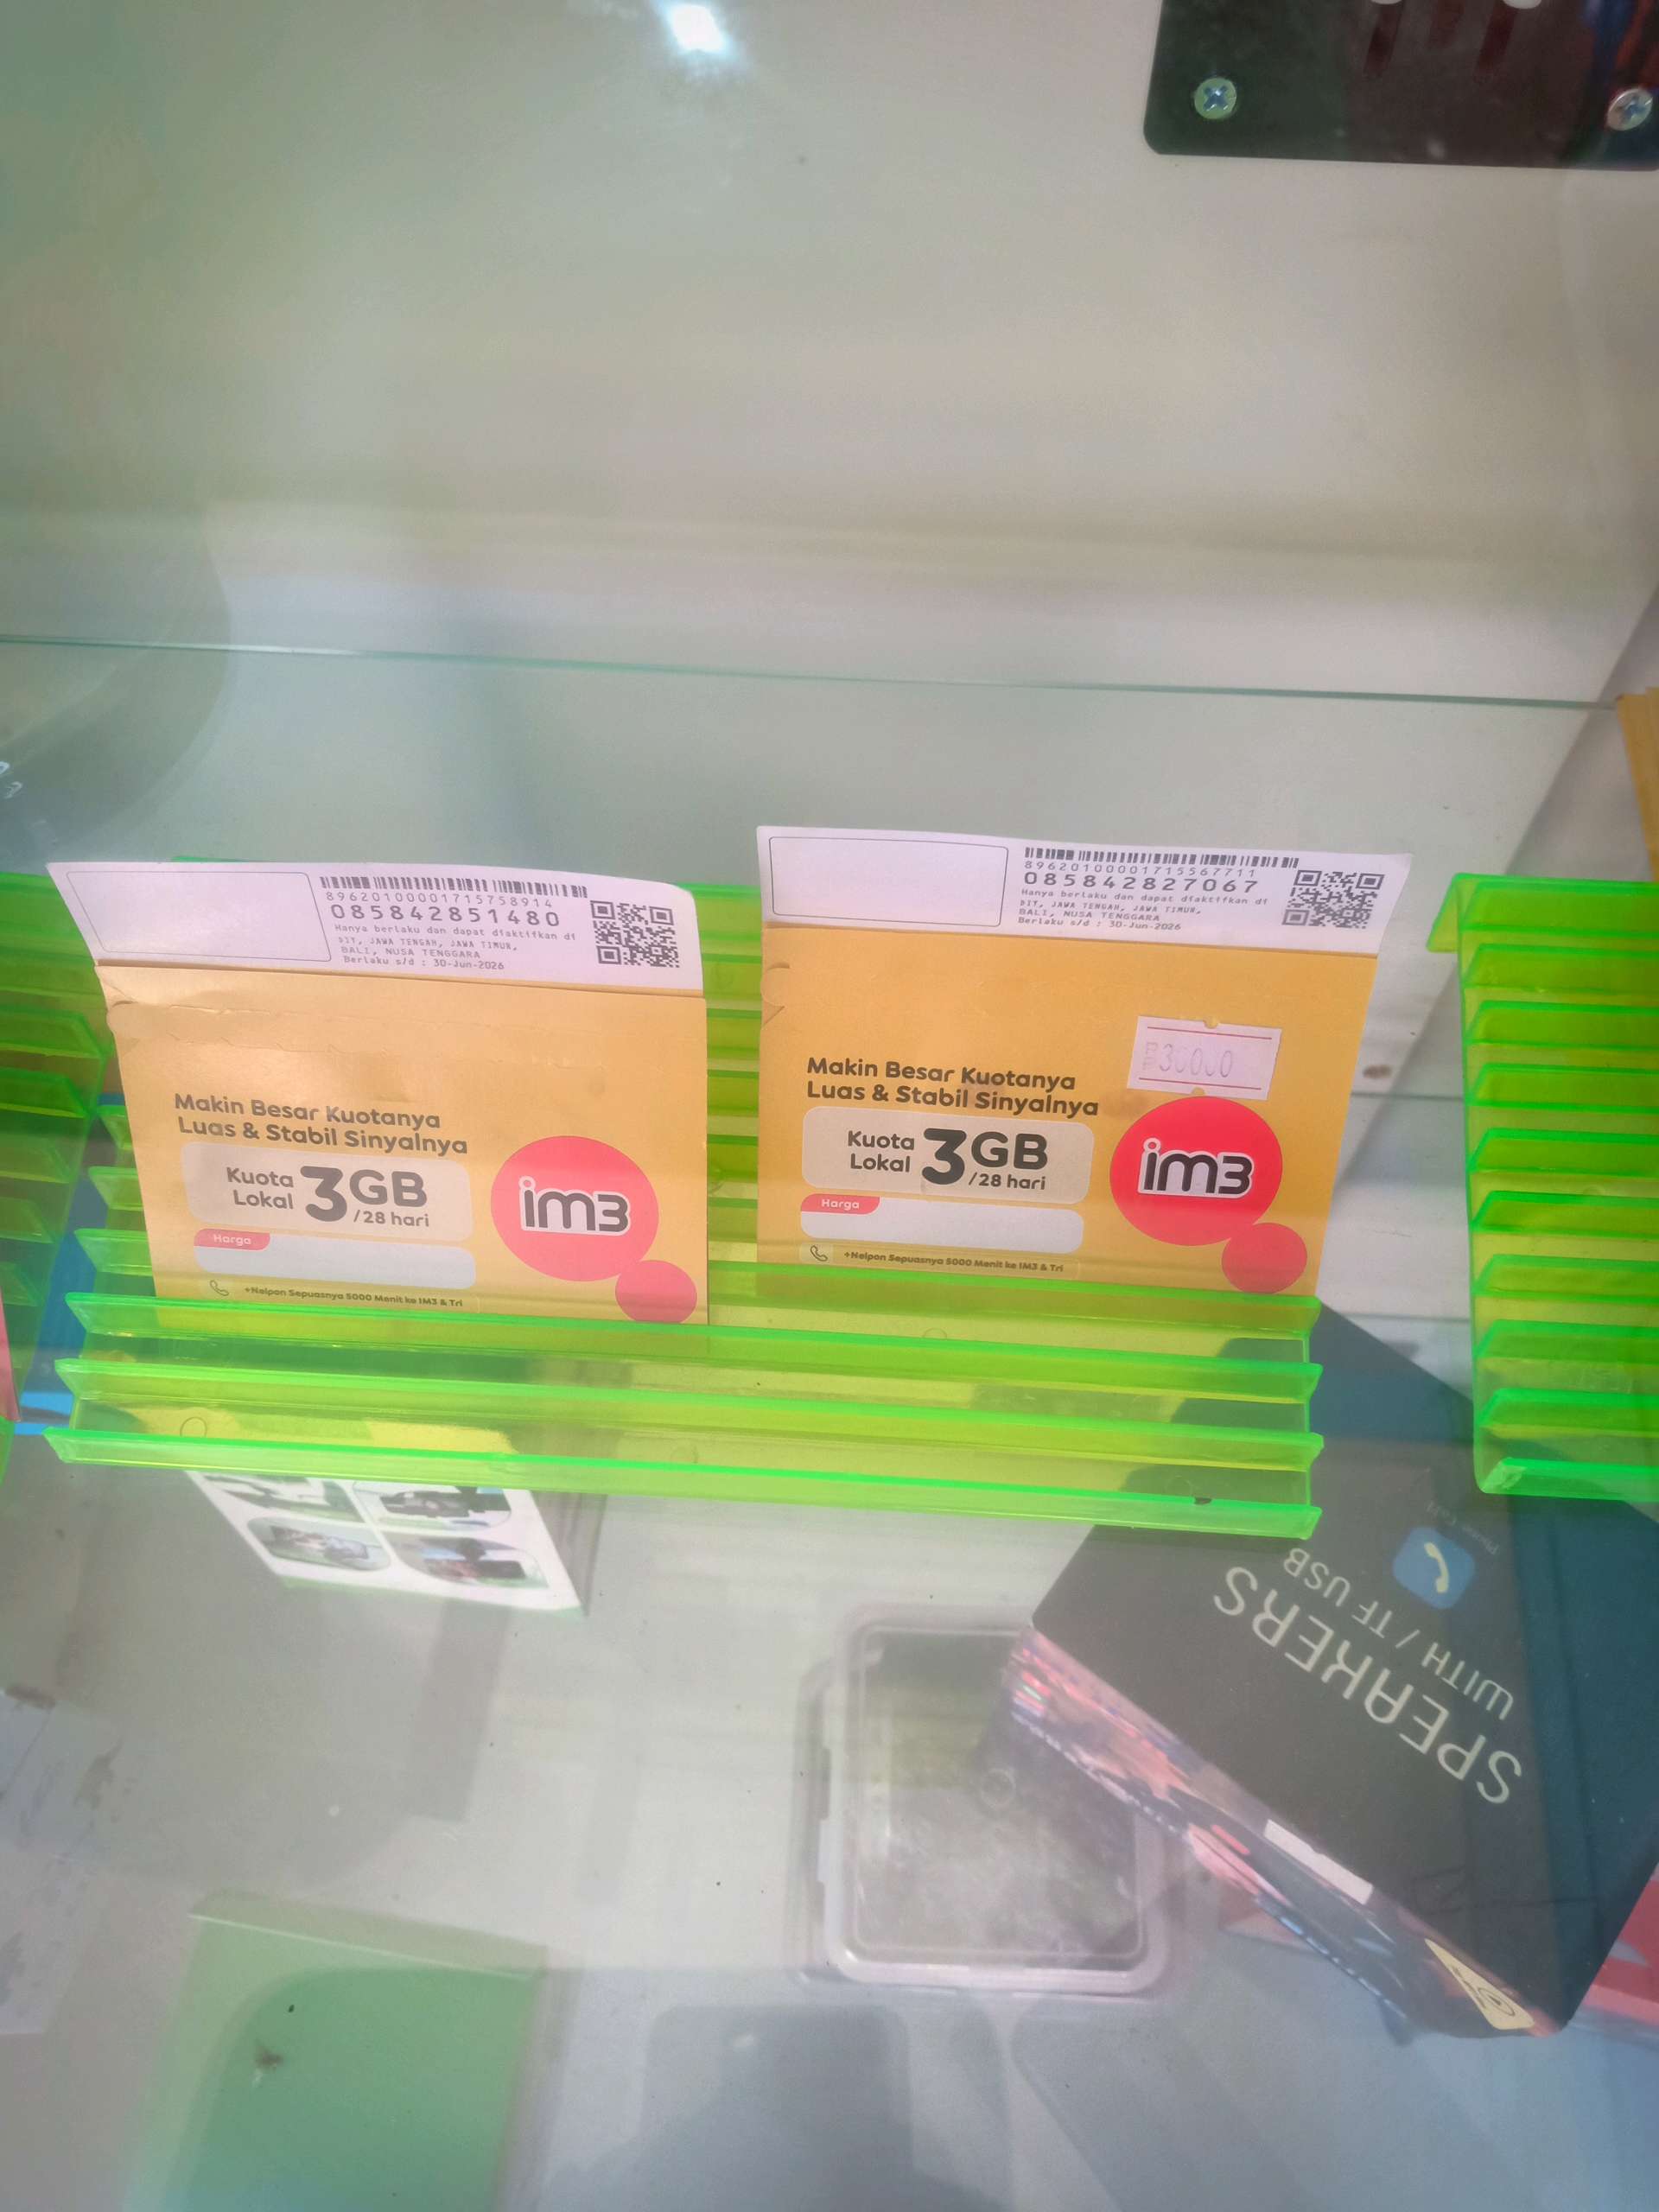 89620100001715758914
085842851480
Hanya berlaku dan dapat diaktifkan di
DIY, JAWA TENGAH, JAWA TIMUR,
BALI, NUSA TENGGARA
Berlaku s/d : 30-Jun-2026
Makin Besar Kuotanya
Luas & Stabil Sinyalnya
Kuota
Lokal
3GB
/28 hari
im3
Harga
+Nelpon Sepuasnya 5000 Menit ke IM3 & Tri
89620100001715567711
085842827067
Hanya berlaku dan dapat diaktifkan di
DIY, JAWA TENGAH, JAWA TIMUR,
BALI, NUSA TENGGARA
Berlaku s/d : 30-Jun-2026
Makin Besar Kuotanya
Luas & Stabil Sinyalnya
Kuota
Lokal
3GB
/28 hari
im3
Harga
+Nelpon Sepuasnya 5000 Menit ke IM3 & Tri
SPEAKERS
WITH / TF USB
Phone Call